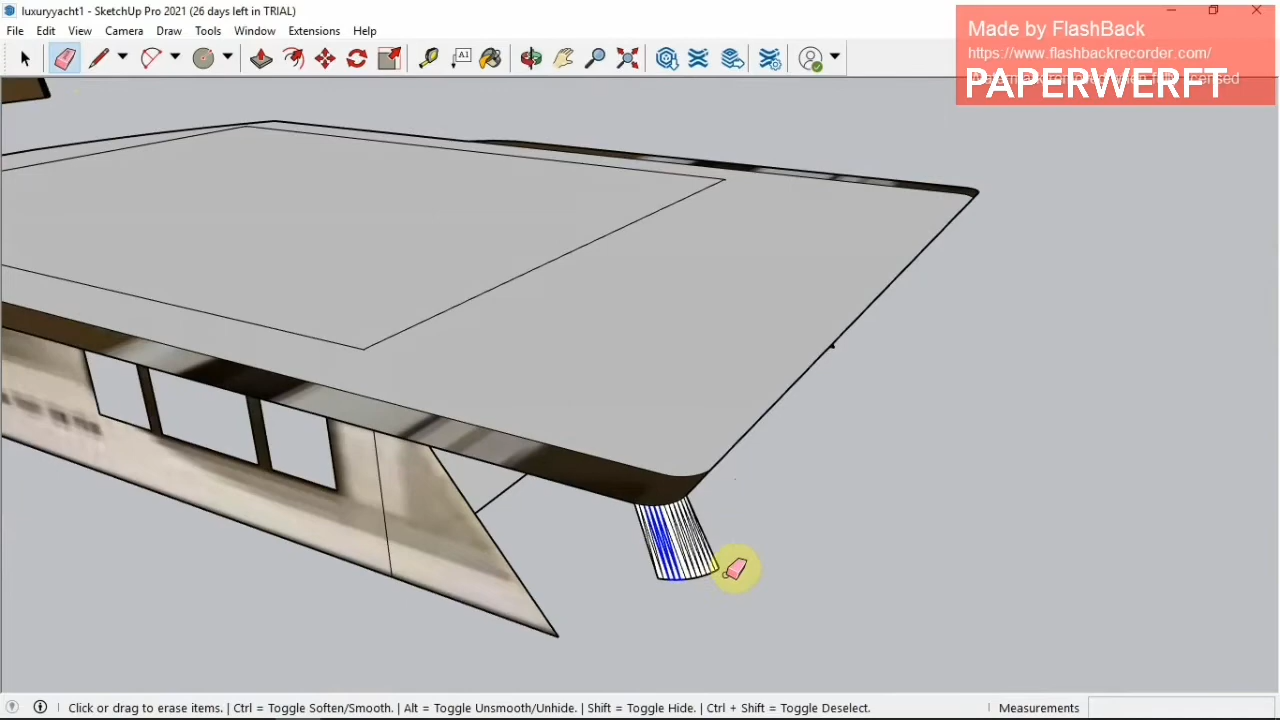 luxuryyacht1 - SketchUp Pro 2021 (26 days left in TRIAL)
File Edit View Camera Draw Tools Window Extensions Help
Made by FlashBack
https://www.flashbackrecorder.com/
PAPERWERFT
A1
Click or drag to erase items. | Ctrl = Toggle Soften/Smooth. | Alt = Toggle Unsmooth/Unhide. | Shift = Toggle Hide. | Ctrl + Shift = Toggle Deselect.
Measurements